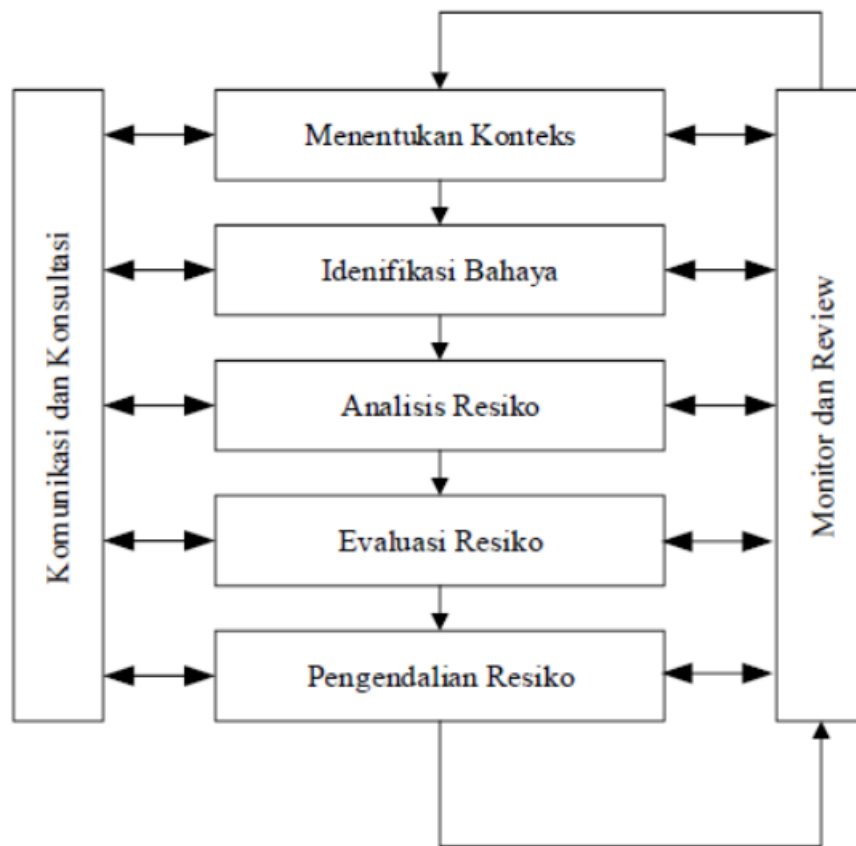 Komunikasi dan Konsultasi
Menentukan Konteks
Idenifikasi Bahaya
Analisis Resiko
Evaluasi Resiko
Pengendalian Resiko
Monitor dan Review